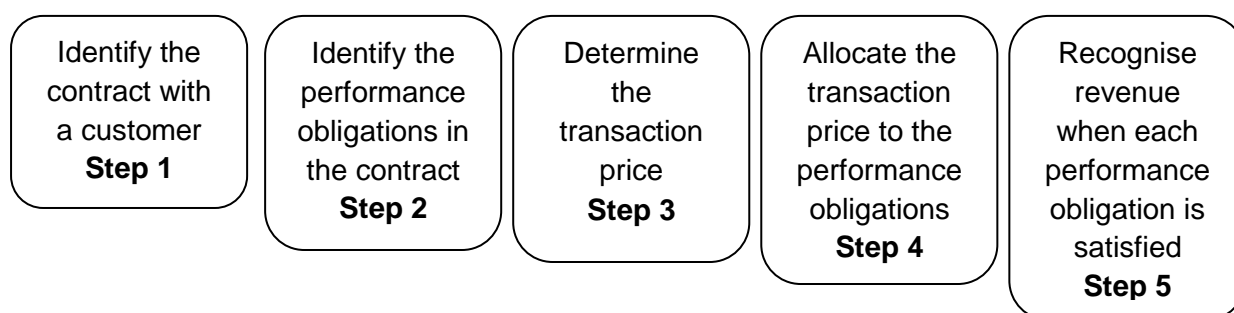 Identify the
contract with
a customer
Step 1
Identify the
performance
obligations in
the contract
Step 2
Determine
the
transaction
price
Step 3
Allocate the
transaction
price to the
performance
obligations
Step 4
Recognise
revenue
when each
performance
obligation is
satisfied
Step 5